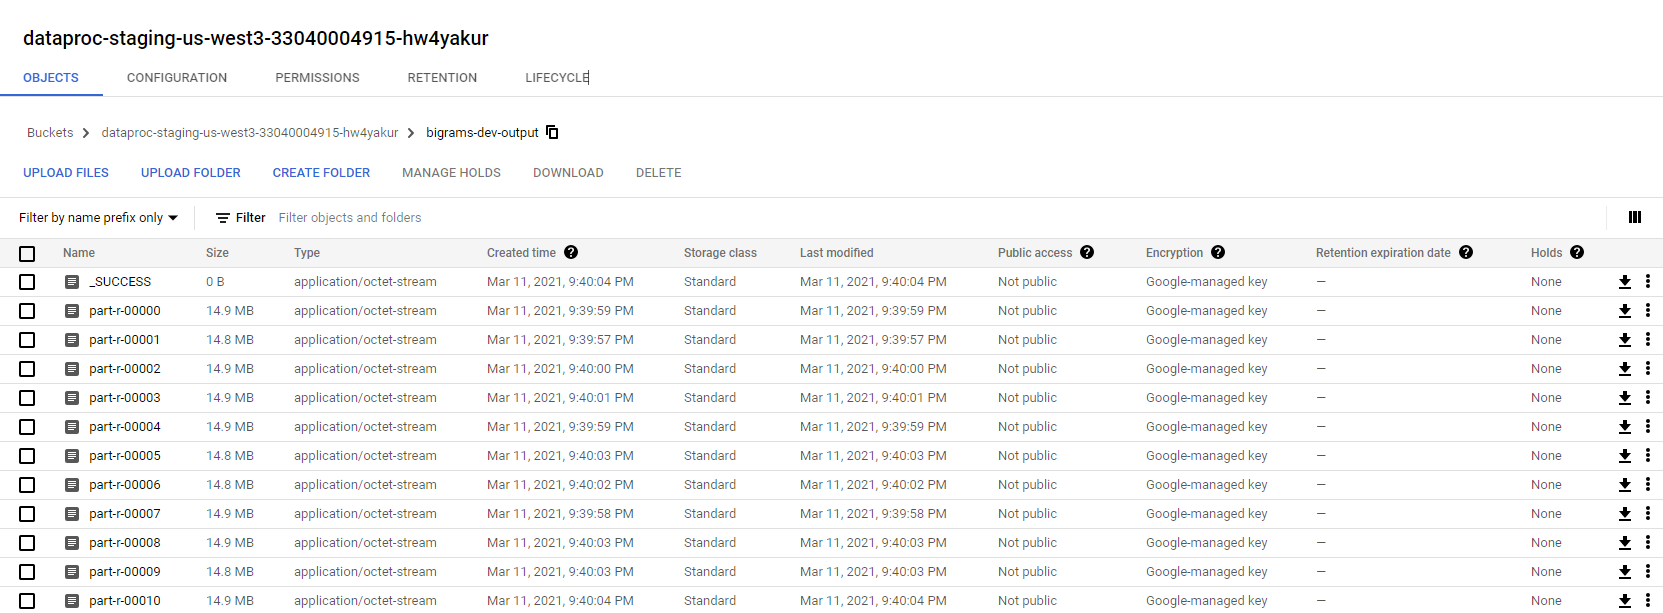 dataproc-staging-us-west3-33040004915-hw4yakur
OBJECTS CONFIGURATION PERMISSIONS RETENTION LIFECYCLE
Buckets > dataproc-staging-us-west3-33040004915-hw4yakur > bigrams-dev-output
UPLOAD FILES UPLOAD FOLDER CREATE FOLDER MANAGE HOLDS DOWNLOAD DELETE
Filter by name prefix only Filter Filter objects and folders
Name Size Type Created time ? Storage class Last modified Public access ? Encryption ? Retention expiration date ? Holds ?
_SUCCESS 0 B application/octet-stream Mar 11, 2021, 9:40:04 PM Standard Mar 11, 2021, 9:40:04 PM Not public Google-managed key — None
part-r-00000 14.9 MB application/octet-stream Mar 11, 2021, 9:39:59 PM Standard Mar 11, 2021, 9:39:59 PM Not public Google-managed key — None
part-r-00001 14.8 MB application/octet-stream Mar 11, 2021, 9:39:57 PM Standard Mar 11, 2021, 9:39:57 PM Not public Google-managed key — None
part-r-00002 14.9 MB application/octet-stream Mar 11, 2021, 9:40:00 PM Standard Mar 11, 2021, 9:40:00 PM Not public Google-managed key — None
part-r-00003 14.9 MB application/octet-stream Mar 11, 2021, 9:40:01 PM Standard Mar 11, 2021, 9:40:01 PM Not public Google-managed key — None
part-r-00004 14.9 MB application/octet-stream Mar 11, 2021, 9:39:59 PM Standard Mar 11, 2021, 9:39:59 PM Not public Google-managed key — None
part-r-00005 14.8 MB application/octet-stream Mar 11, 2021, 9:40:03 PM Standard Mar 11, 2021, 9:40:03 PM Not public Google-managed key — None
part-r-00006 14.8 MB application/octet-stream Mar 11, 2021, 9:40:02 PM Standard Mar 11, 2021, 9:40:02 PM Not public Google-managed key — None
part-r-00007 14.9 MB application/octet-stream Mar 11, 2021, 9:39:58 PM Standard Mar 11, 2021, 9:39:58 PM Not public Google-managed key — None
part-r-00008 14.9 MB application/octet-stream Mar 11, 2021, 9:40:03 PM Standard Mar 11, 2021, 9:40:03 PM Not public Google-managed key — None
part-r-00009 14.8 MB application/octet-stream Mar 11, 2021, 9:40:03 PM Standard Mar 11, 2021, 9:40:03 PM Not public Google-managed key — None
part-r-00010 14.9 MB application/octet-stream Mar 11, 2021, 9:40:04 PM Standard Mar 11, 2021, 9:40:04 PM Not public Google-managed key — None